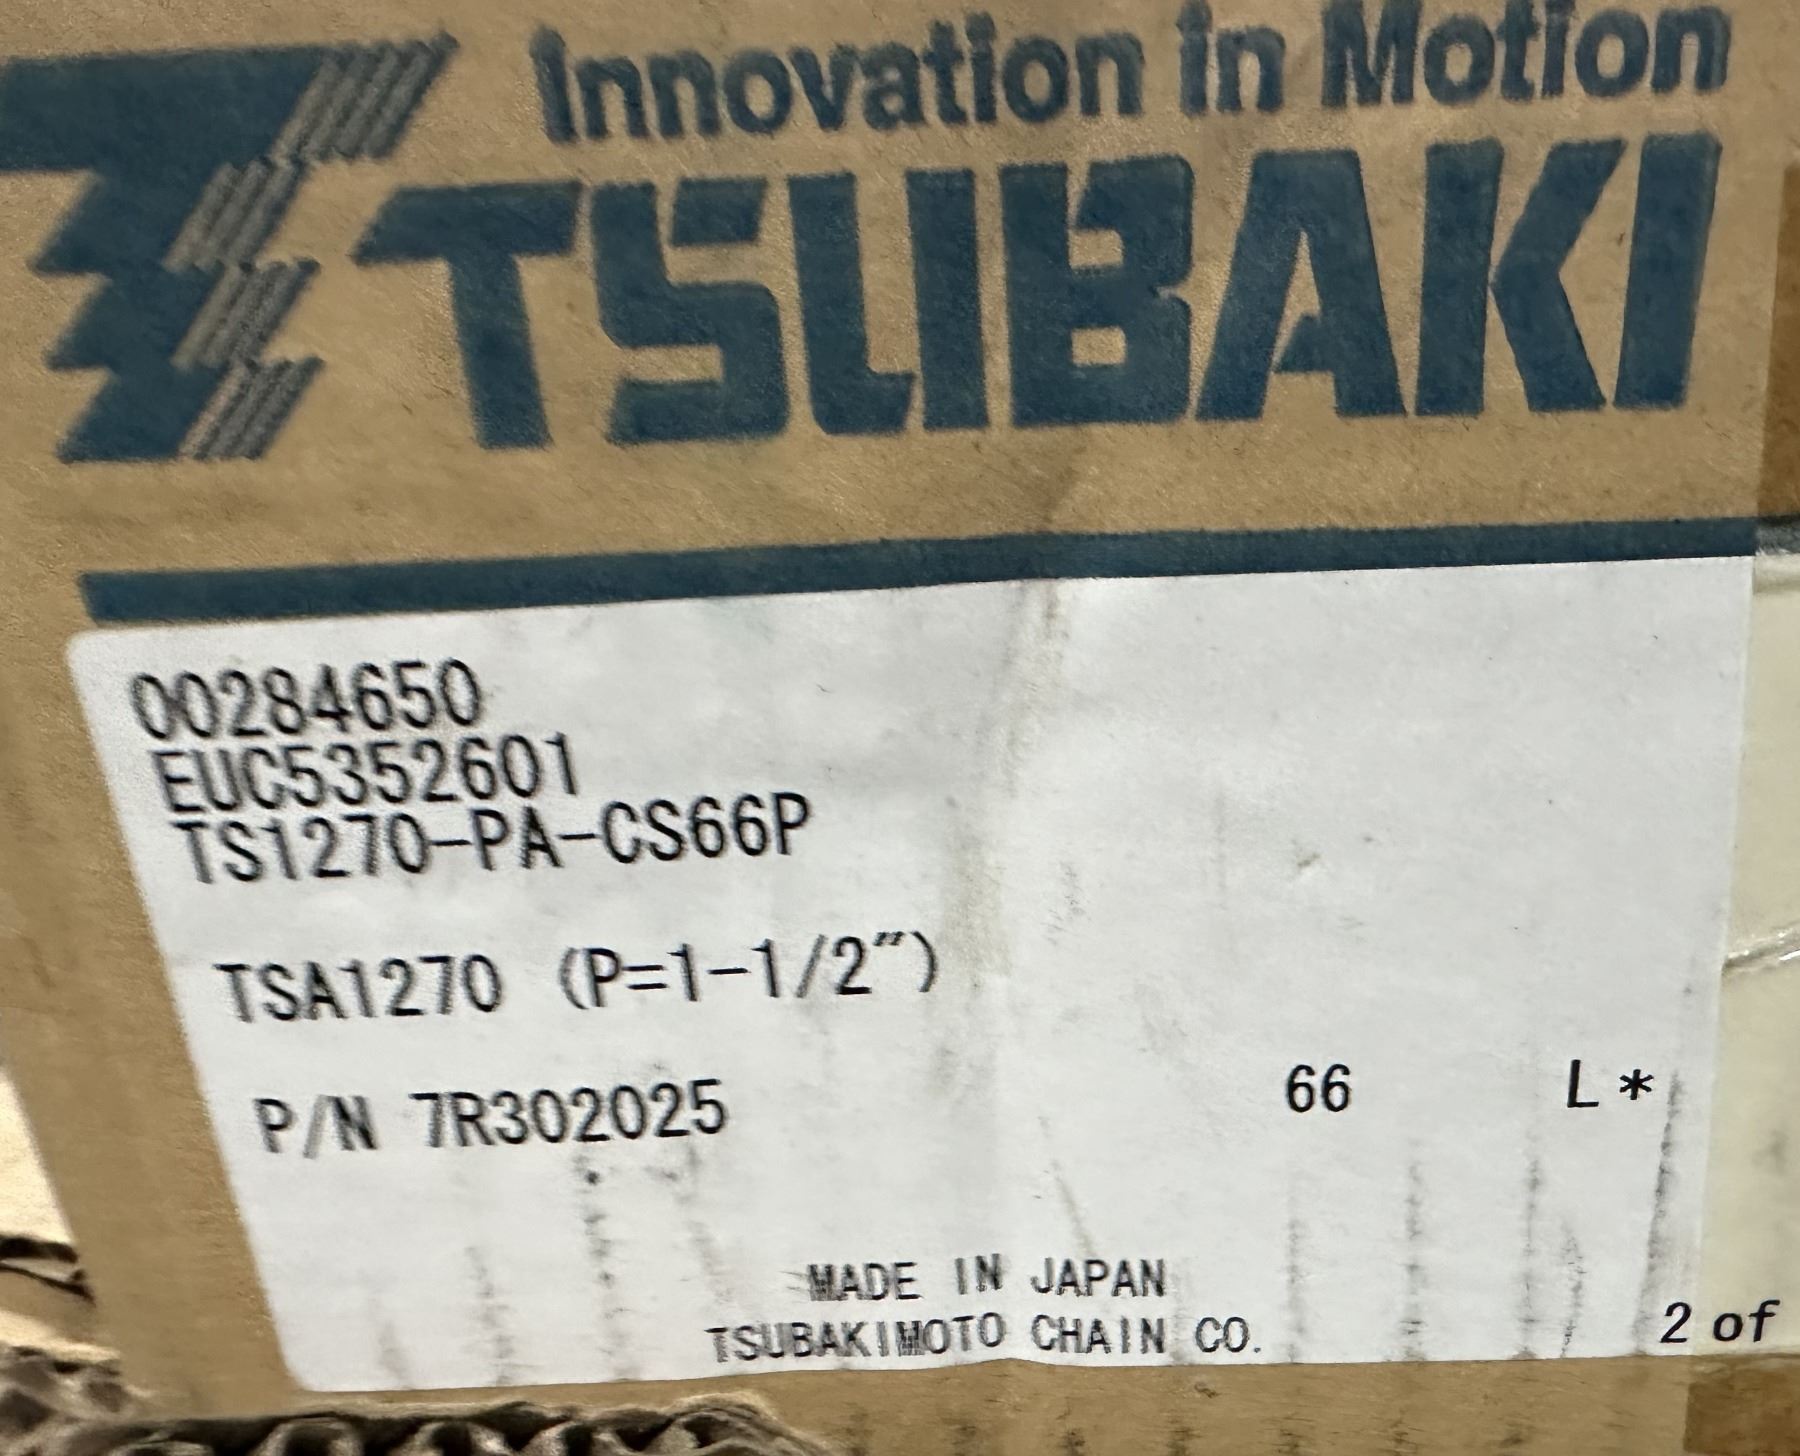 Innovation in Motion
TSUBAKI
00284650
EUC5352601
TS1270-PA-CS66P
TSA1270 (P=1-1/2")
P/N 7R302025 66 L*
MADE IN JAPAN
TSUBAKIMOTO CHAIN CO.
2 of